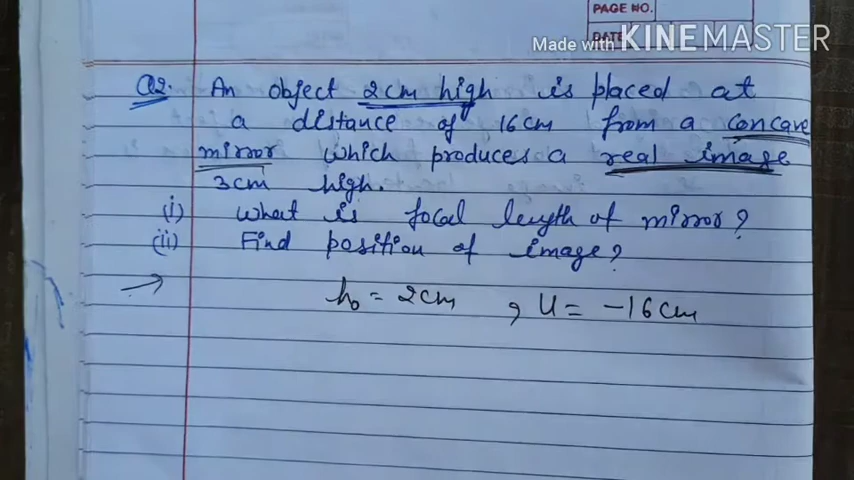 PAGE NO.
DATE
Made with KINEMASTER
Q2. An object 2cm high is placed at
a distance of 16cm from a concave
mirror which produces a real image
3cm high.
(i) What is focal length of mirror?
(ii) Find position of image?
→ ho = 2cm , u = -16cm